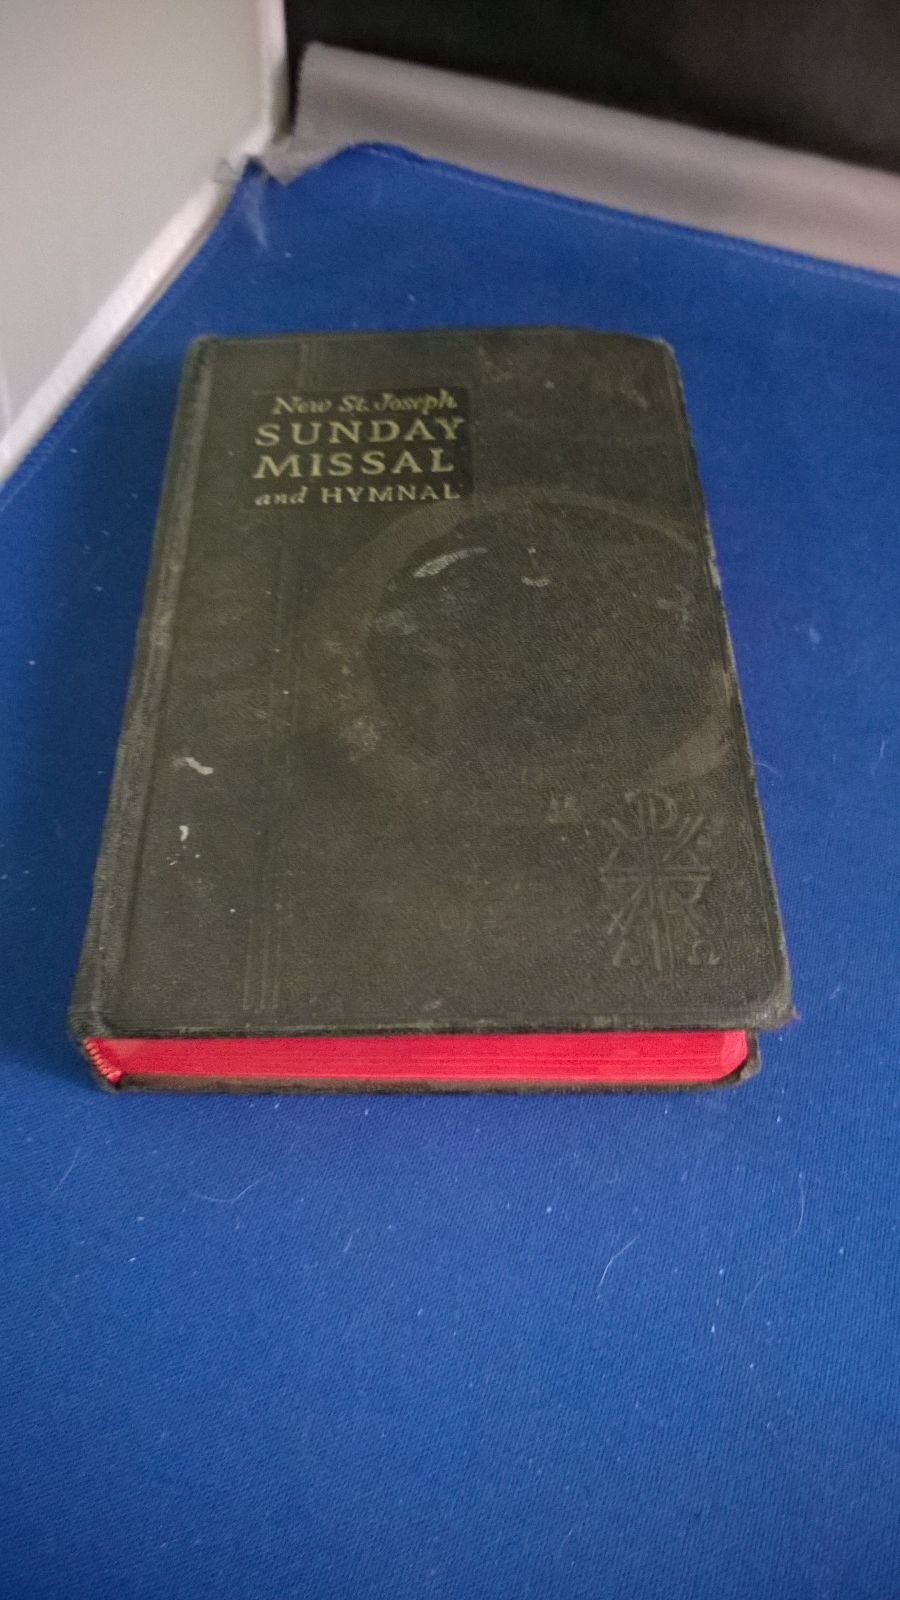 New St. Joseph
SUNDAY
MISSAL
and HYMNAL
Ω